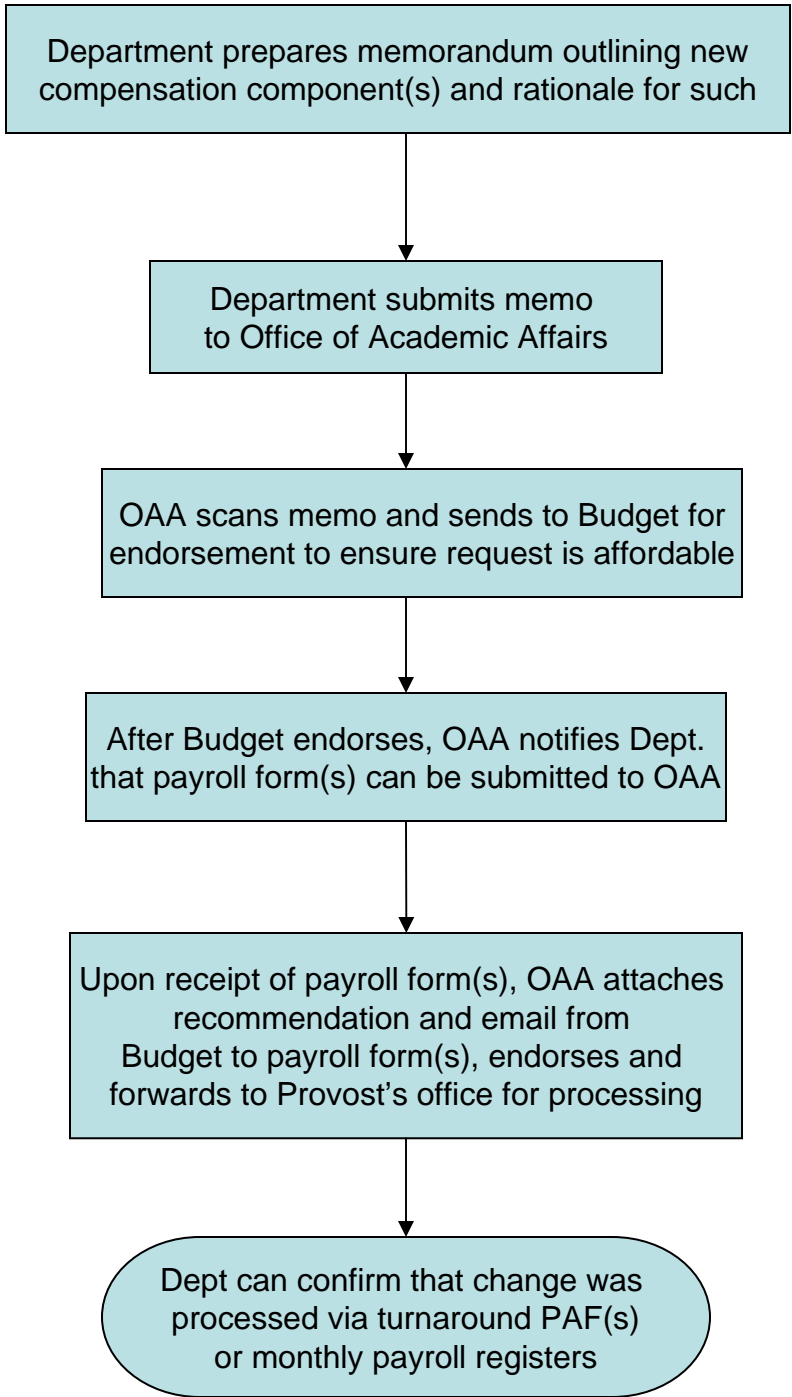 Department prepares memorandum outlining new
compensation component(s) and rationale for such
Department submits memo
to Office of Academic Affairs
OAA scans memo and sends to Budget for
endorsement to ensure request is affordable
After Budget endorses, OAA notifies Dept.
that payroll form(s) can be submitted to OAA
Upon receipt of payroll form(s), OAA attaches
recommendation and email from
Budget to payroll form(s), endorses and
forwards to Provost’s office for processing
Dept can confirm that change was
processed via turnaround PAF(s)
or monthly payroll registers